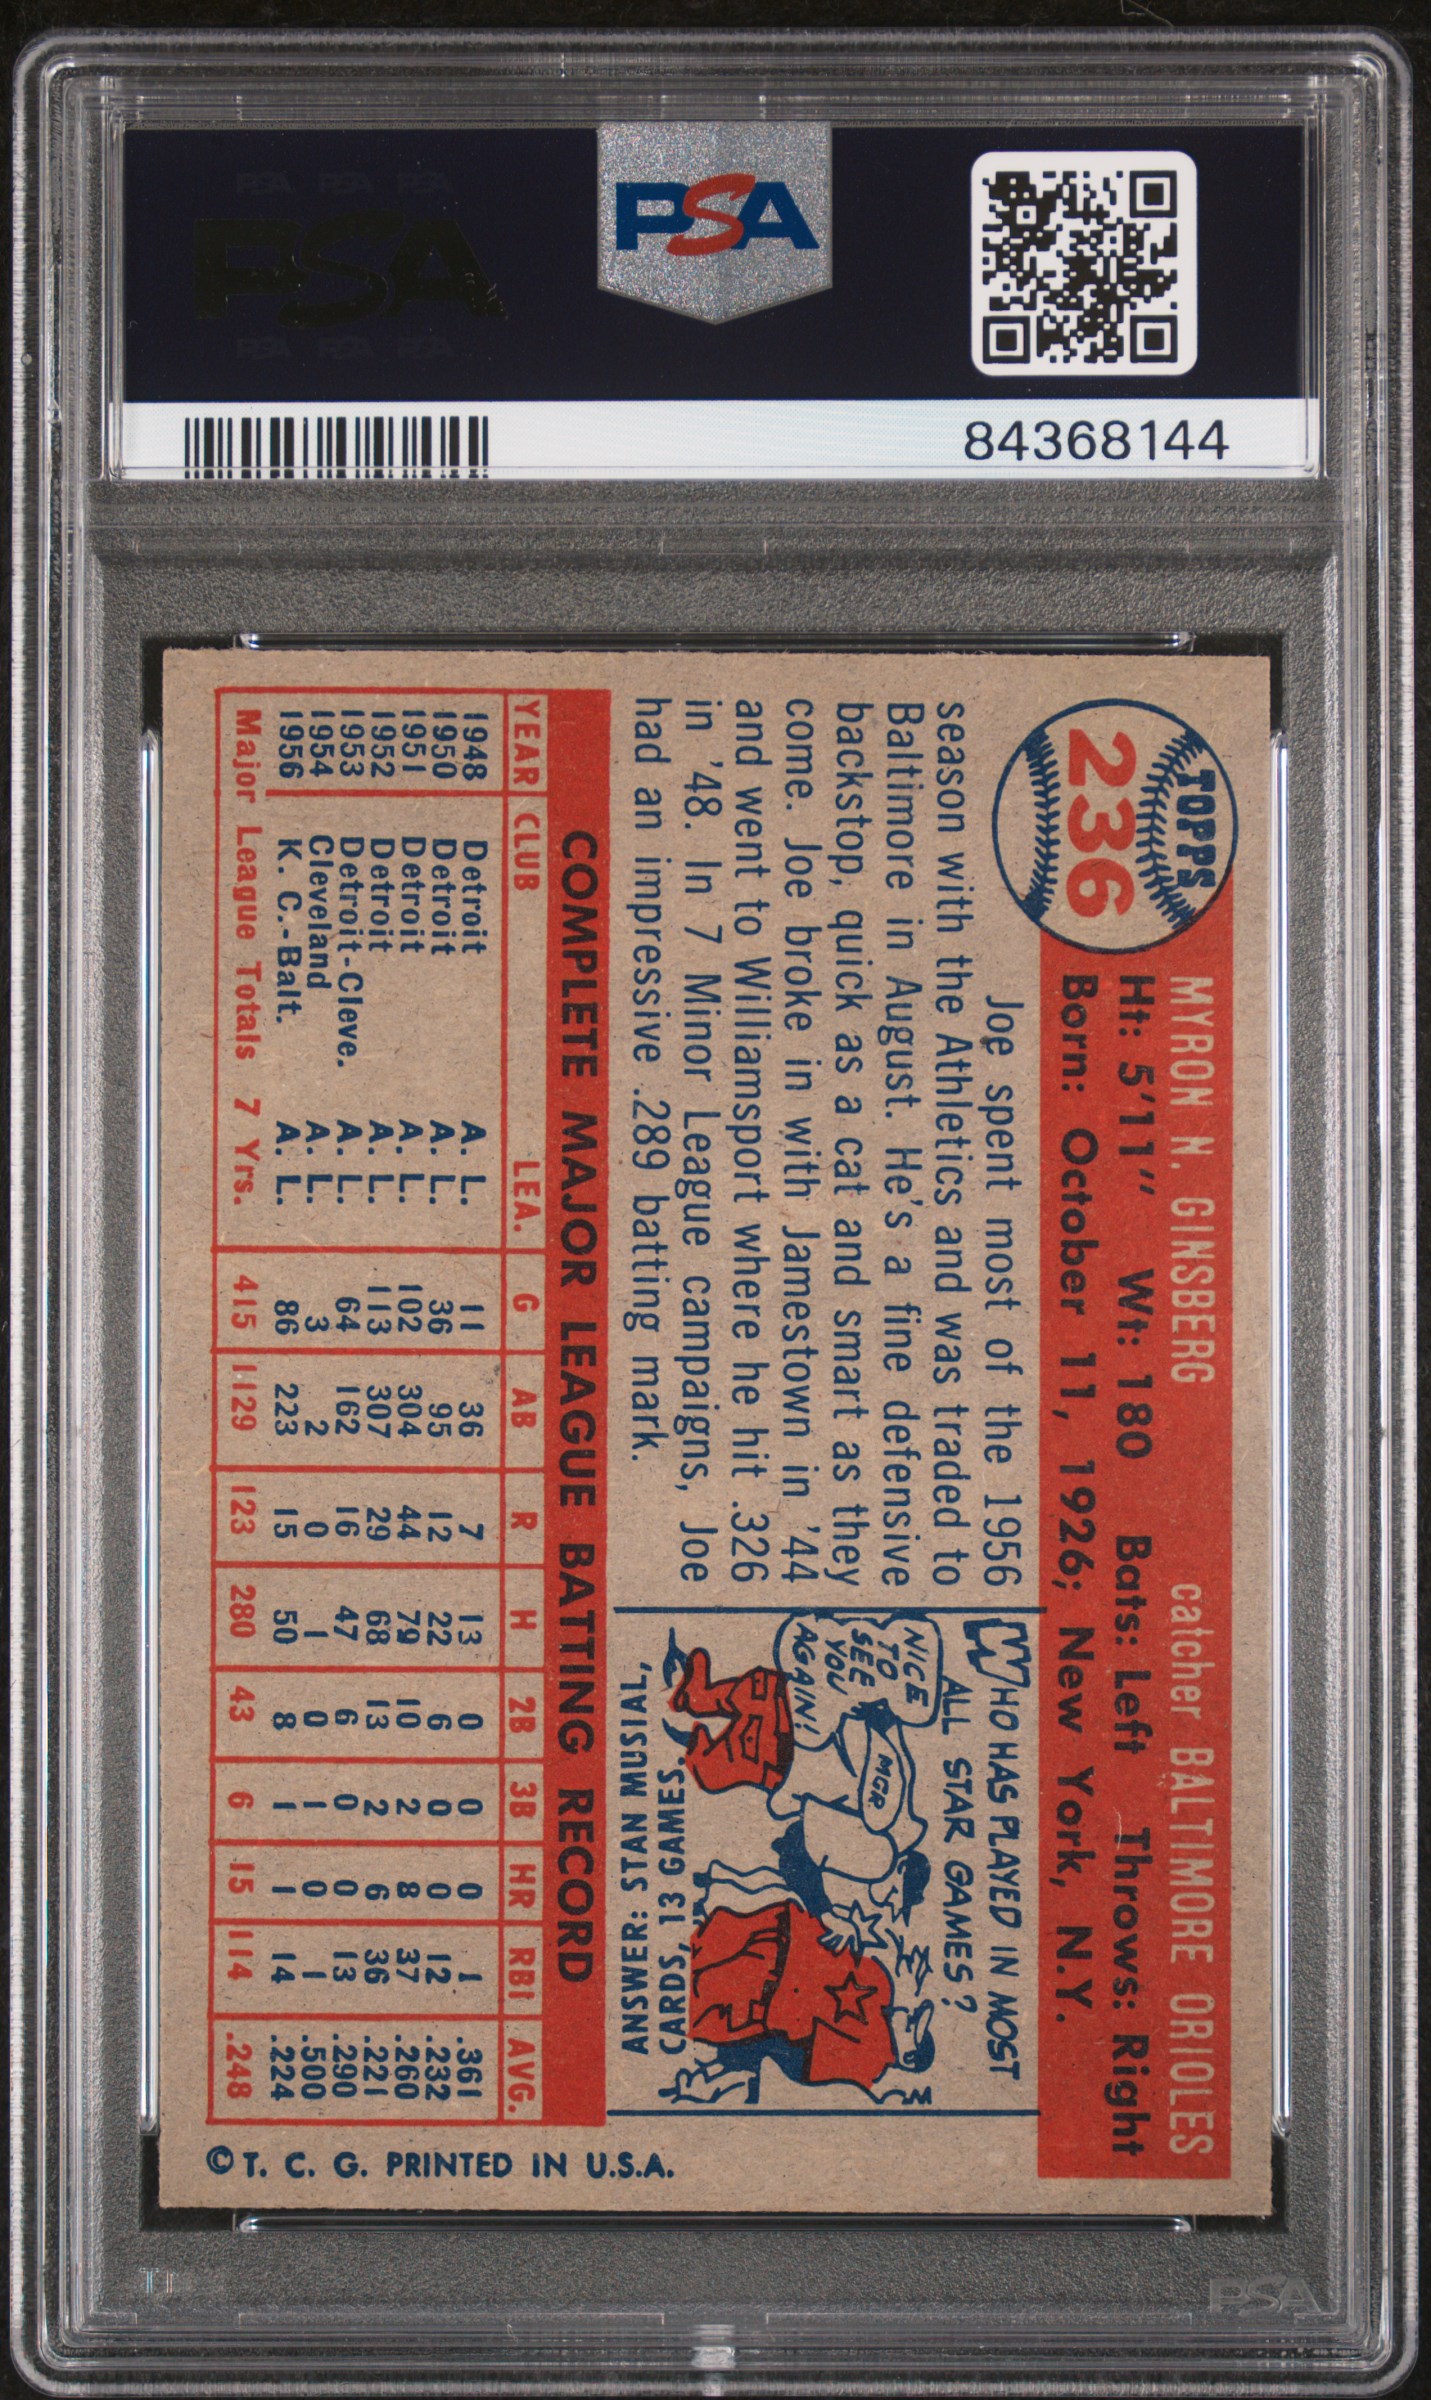 PSA PSA PSA
PSA
PSA PSA PSA
PSA
84368144
TOPPS
236
MYRON N. GINSBERG catcher BALTIMORE ORIOLES
Ht: 5'11" Wt: 180 Bats: Left Throws: Right
Born: October 11, 1926; New York, N.Y.
Joe spent most of the 1956
season with the Athletics and was traded to
Baltimore in August. He's a fine defensive
backstop, quick as a cat and smart as they
come. Joe broke in with Jamestown in '44
and went to Williamsport where he hit .326
in '48. In 7 Minor League campaigns, Joe
had an impressive .289 batting mark.
WHO HAS PLAYED IN MOST
ALL STAR GAMES?
NICE
TO
SEE
YOU
AGAIN!
MGR
ANSWER: STAN MUSIAL,
CARDS, 13 GAMES.
COMPLETE MAJOR LEAGUE BATTING RECORD
YEAR CLUB LEA. G AB R H 2B 3B HR RBI AVG.
1948 Detroit A. L. 11 36 7 13 0 0 0 1 .361
1950 Detroit A. L. 36 95 12 22 6 0 0 12 .232
1951 Detroit A. L. 102 304 44 79 10 2 8 37 .260
1952 Detroit A. L. 113 307 29 68 13 2 6 36 .221
1953 Detroit-Cleve. A. L. 64 162 16 47 6 0 0 13 .290
1954 Cleveland A. L. 3 2 0 1 0 1 0 1 .500
1956 K. C.-Balt. A. L. 86 223 15 50 8 1 1 14 .224
Major League Totals 7 Yrs. 415 1129 123 280 43 6 15 114 .248
© T. C. G. PRINTED IN U.S.A.
PSA